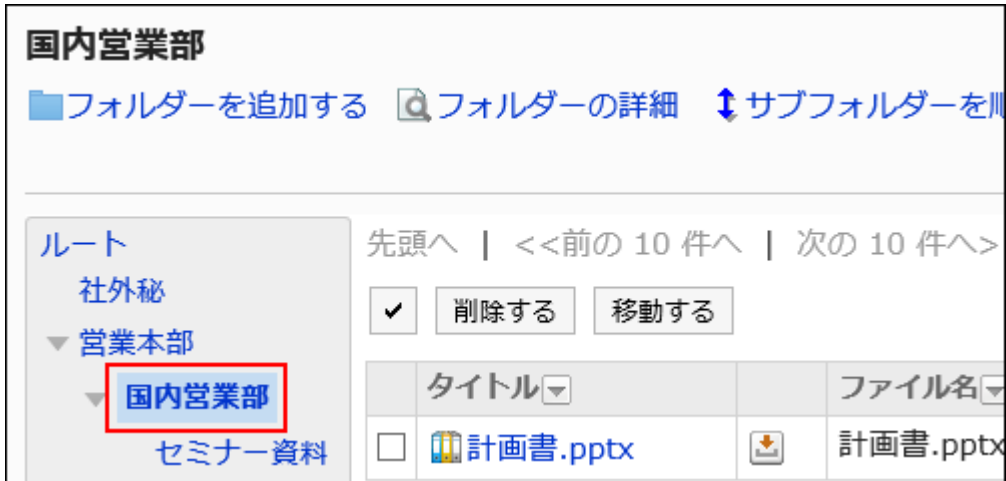 国内営業部
フォルダーを追加する フォルダーの詳細 サブフォルダーを
ルート
社外秘
営業本部
国内営業部
セミナー資料
先頭へ | <<前の 10 件へ | 次の 10 件へ>
削除する 移動する
タイトル ファイル名
計画書.pptx 計画書.pptx